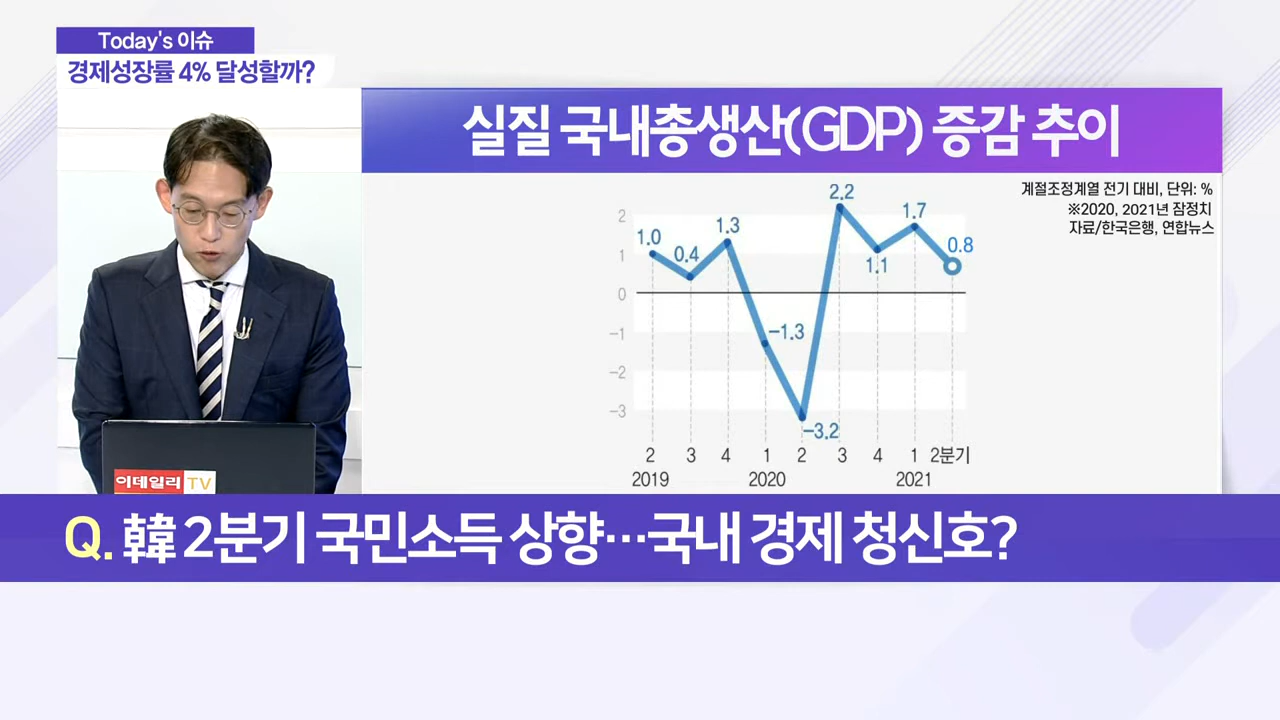 Today's 이슈
경제성장률 4% 달성할까?
실질 국내총생산(GDP) 증감 추이
계절조정계열 전기 대비, 단위: %
※2020, 2021년 잠정치
자료/한국은행, 연합뉴스
2
1
0
-1
-2
-3
1.0
0.4
1.3
-1.3
-3.2
2.2
1.1
1.7
0.8
2 3 4 1 2 3 4 1 2분기
2019 2020 2021
이데일리 TV
Q. 韓 2분기 국민소득 상향…국내 경제 청신호?